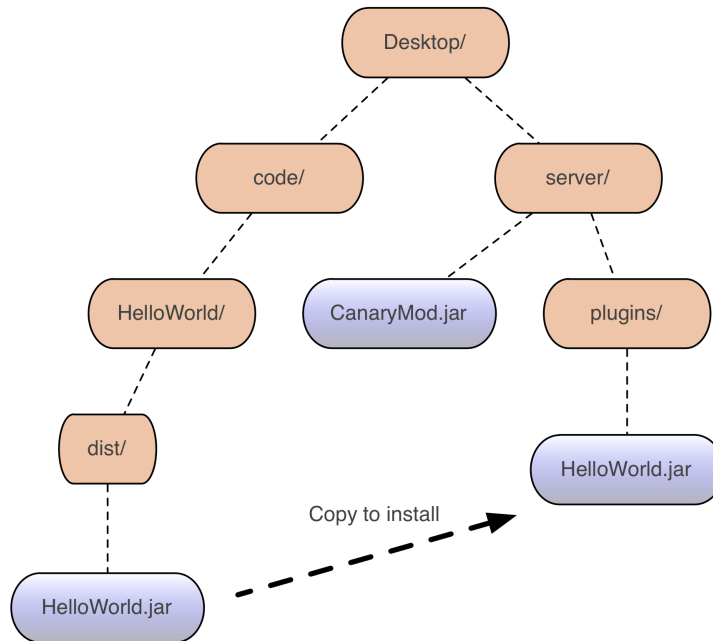 Desktop/
code/
server/
HelloWorld/
CanaryMod.jar
plugins/
dist/
HelloWorld.jar
Copy to install
HelloWorld.jar